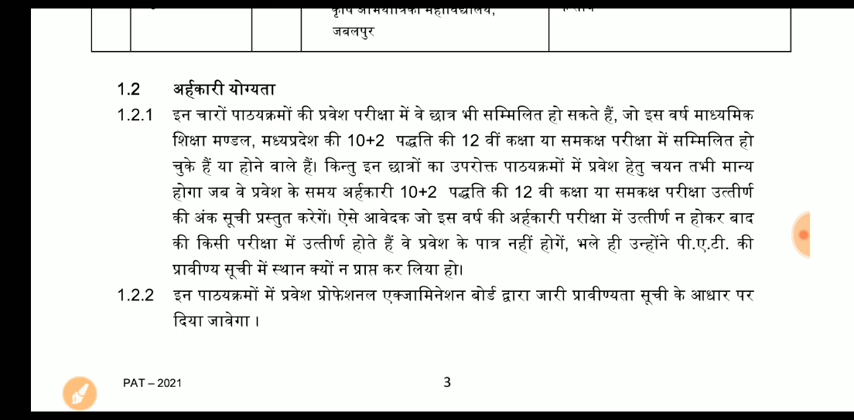 जबलपुर
1.2 अर्हकारी योग्यता
1.2.1 इन चारों पाठयक्रमों की प्रवेश परीक्षा में वे छात्र भी सम्मिलित हो सकते हैं, जो इस वर्ष माध्यमिक
शिक्षा मण्डल, मध्यप्रदेश की 10+2 पद्धति की 12 वीं कक्षा या समकक्ष परीक्षा में सम्मिलित हो
चुके हैं या होने वाले हैं। किन्तु इन छात्रों का उपरोक्त पाठयक्रमों में प्रवेश हेतु चयन तभी मान्य
होगा जब वे प्रवेश के समय अर्हकारी 10+2 पद्धति की 12 वी कक्षा या समकक्ष परीक्षा उत्तीर्ण
की अंक सूची प्रस्तुत करेगें। ऐसे आवेदक जो इस वर्ष की अर्हकारी परीक्षा में उत्तीर्ण न होकर बाद
की किसी परीक्षा में उत्तीर्ण होते हैं वे प्रवेश के पात्र नहीं होगें, भले ही उन्होंने पी.ए.टी. की
प्रावीण्य सूची में स्थान क्यों न प्राप्त कर लिया हो।
1.2.2 इन पाठयक्रमों में प्रवेश प्रोफेशनल एक्जामिनेशन बोर्ड द्वारा जारी प्रावीण्यता सूची के आधार पर
दिया जावेगा ।
PAT – 2021 3